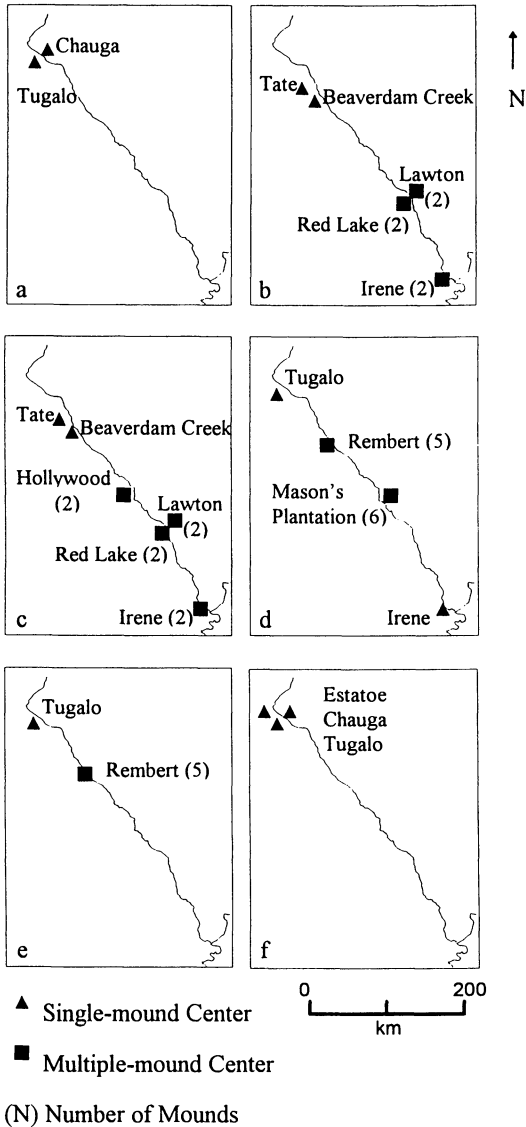 Chauga
Tugalo
a
N
Tate
Beaverdam Creek
Lawton
(2)
Red Lake (2)
Irene (2)
b
Tate
Beaverdam Creek
Hollywood
(2)
Lawton
(2)
Red Lake (2)
Irene (2)
c
Tugalo
Rembert (5)
Mason's
Plantation (6)
Irene
d
Tugalo
Rembert (5)
e
Estatoe
Chauga
Tugalo
f
Single-mound Center
0 200
km
Multiple-mound Center
(N) Number of Mounds